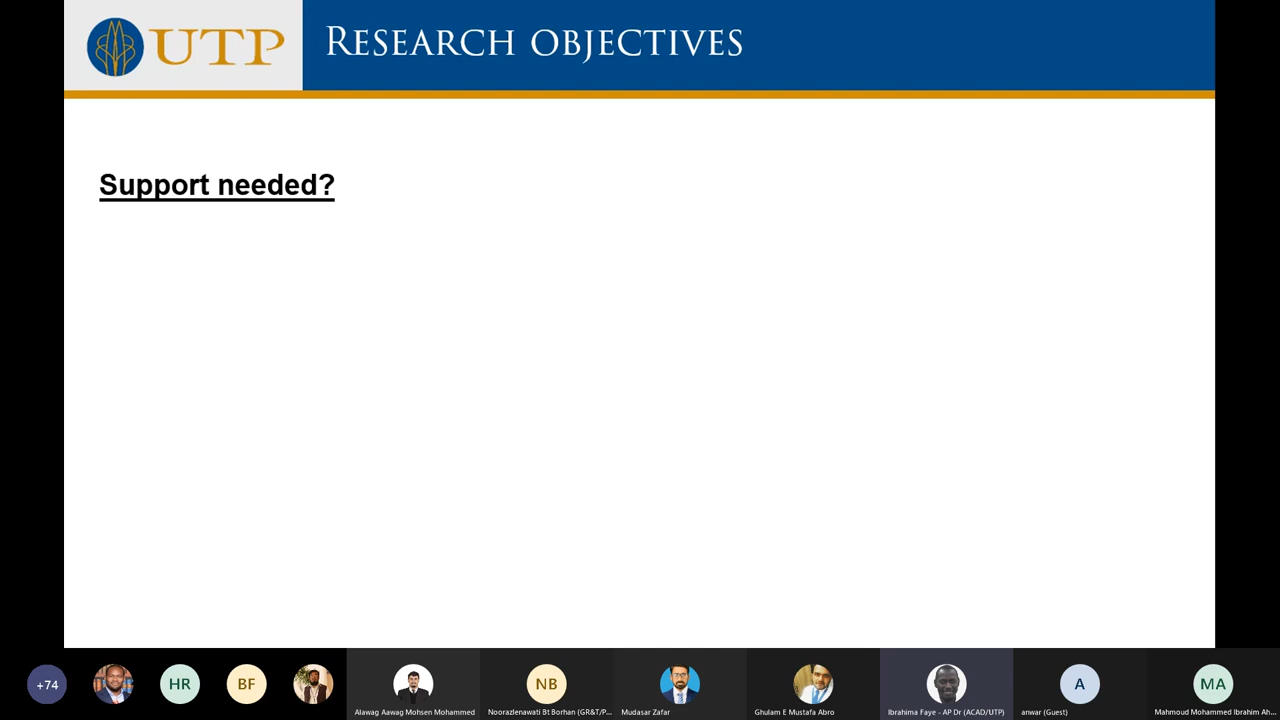 UTP
RESEARCH OBJECTIVES
Support needed?
+74
HR
BF
Alawag Aawag Mohsen Mohammed
NB
Noorazlenawati Bt Borhan (GR&T/P...
Mudasar Zafar
Ghulam E Mustafa Abro
Ibrahima Faye - AP Dr (ACAD/UTP)
A
anwar (Guest)
MA
Mahmoud Mohammed Ibrahim Ah...